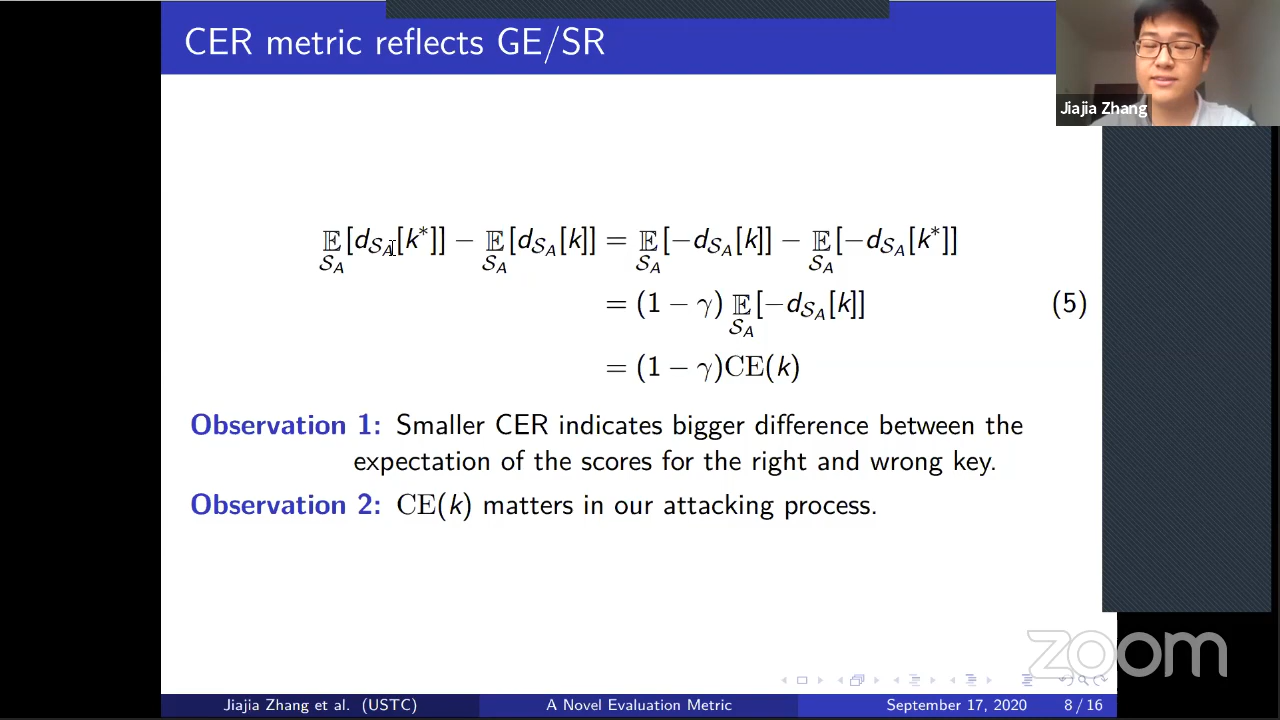 CER metric reflects GE/SR
Jiajia Zhang
𝔼_{𝒮_A}[d_{𝒮_A}[k*]] − 𝔼_{𝒮_A}[d_{𝒮_A}[k]] = 𝔼_{𝒮_A}[−d_{𝒮_A}[k]] − 𝔼_{𝒮_A}[−d_{𝒮_A}[k*]]
= (1 − γ) 𝔼_{𝒮_A}[−d_{𝒮_A}[k]] (5)
= (1 − γ)CE(k)
Observation 1: Smaller CER indicates bigger difference between the
expectation of the scores for the right and wrong key.
Observation 2: CE(k) matters in our attacking process.
zoom
Jiajia Zhang et al. (USTC) A Novel Evaluation Metric September 17, 2020 8 / 16